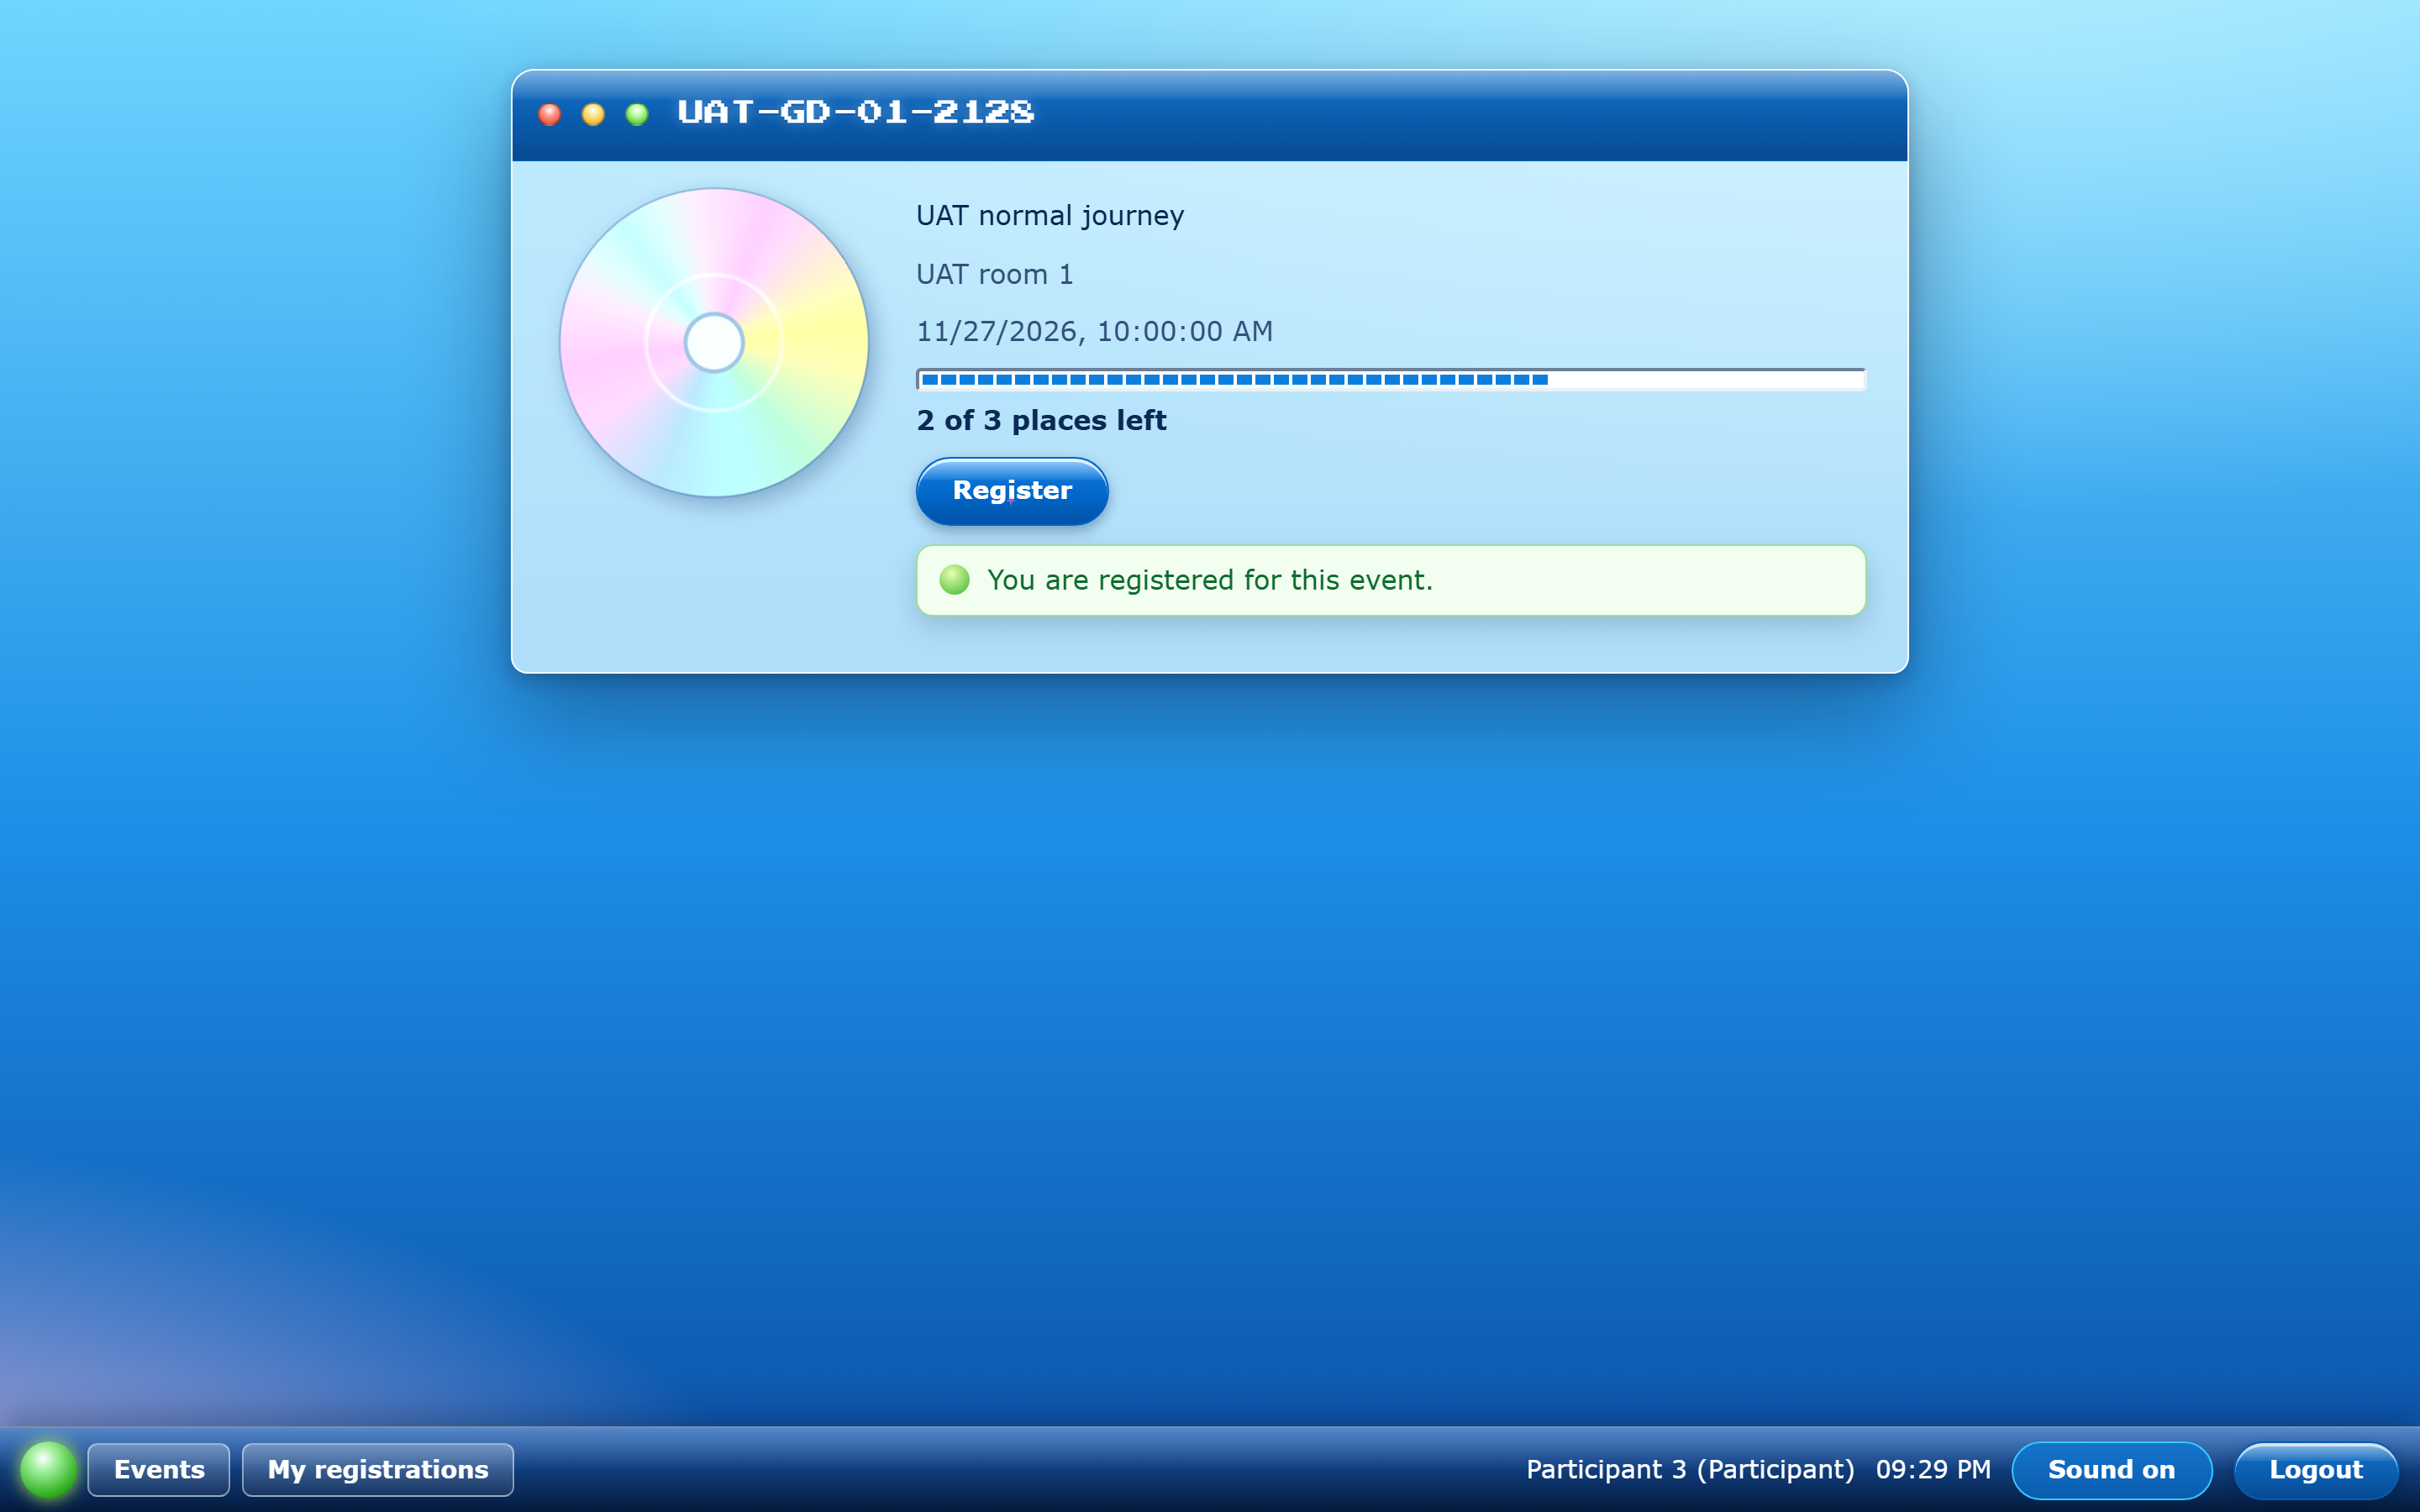 UAT-GD-01-2128
UAT normal journey
UAT room 1
11/27/2026, 10:00:00 AM
2 of 3 places left
Register
You are registered for this event.
Events
My registrations
Participant 3 (Participant)
09:29 PM
Sound on
Logout